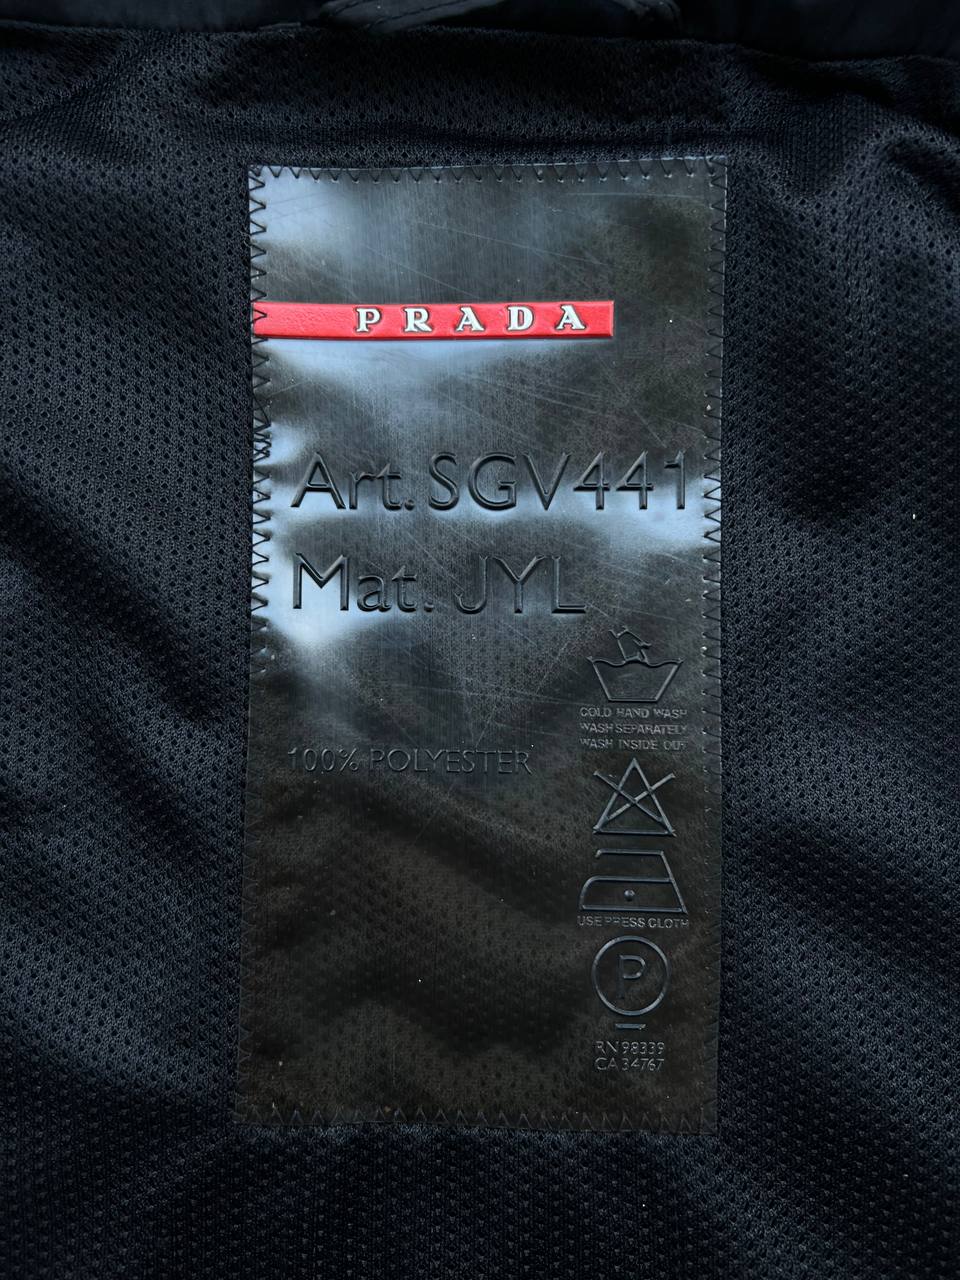 PRADA
Art. SGV441
Mat. JYL
COLD HAND WASH
WASH SEPARATELY
WASH INSIDE OUT
100% POLYESTER
USE PRESS CLOTH
P
RN 98339
CA 34767